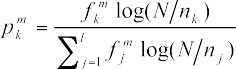 p_k^m = \frac{f_k^m \log(N/n_k)}{\sum_{j=1}^{l} f_j^m \log(N/n_j)}